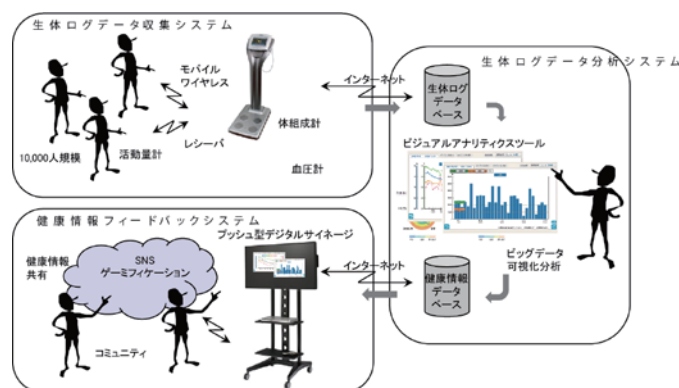 生体ログデータ収集システム
モバイル
ワイヤレス
レシーバ
体組成計
10,000人規模
活動量計
血圧計
インターネット
生体ログデータ分析システム
生体ログ
データ
ベース
ビジュアルアナリティクスツール
ビッグデータ
可視化分析
健康情報
データ
ベース
健康情報フィードバックシステム
プッシュ型デジタルサイネージ
インターネット
健康情報
共有
SNS
ゲーミフィケーション
コミュニティ